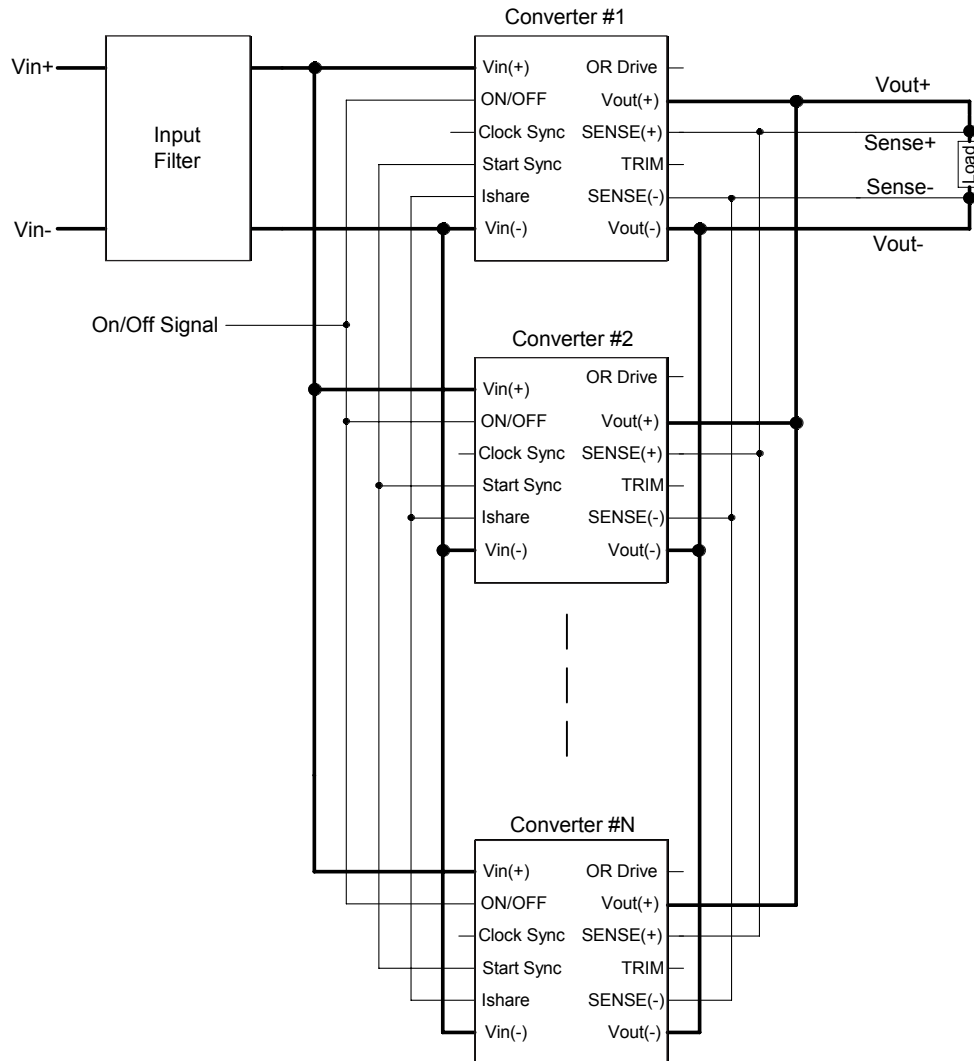 Converter #1
Vin+
Vin-
Input
Filter
Vin(+)
ON/OFF
Clock Sync
Start Sync
Ishare
Vin(-)
OR Drive
Vout(+)
SENSE(+)
TRIM
SENSE(-)
Vout(-)
Vout+
Sense+
Load
Sense-
Vout-
On/Off Signal
Converter #2
Vin(+)
ON/OFF
Clock Sync
Start Sync
Ishare
Vin(-)
OR Drive
Vout(+)
SENSE(+)
TRIM
SENSE(-)
Vout(-)
Converter #N
Vin(+)
ON/OFF
Clock Sync
Start Sync
Ishare
Vin(-)
OR Drive
Vout(+)
SENSE(+)
TRIM
SENSE(-)
Vout(-)